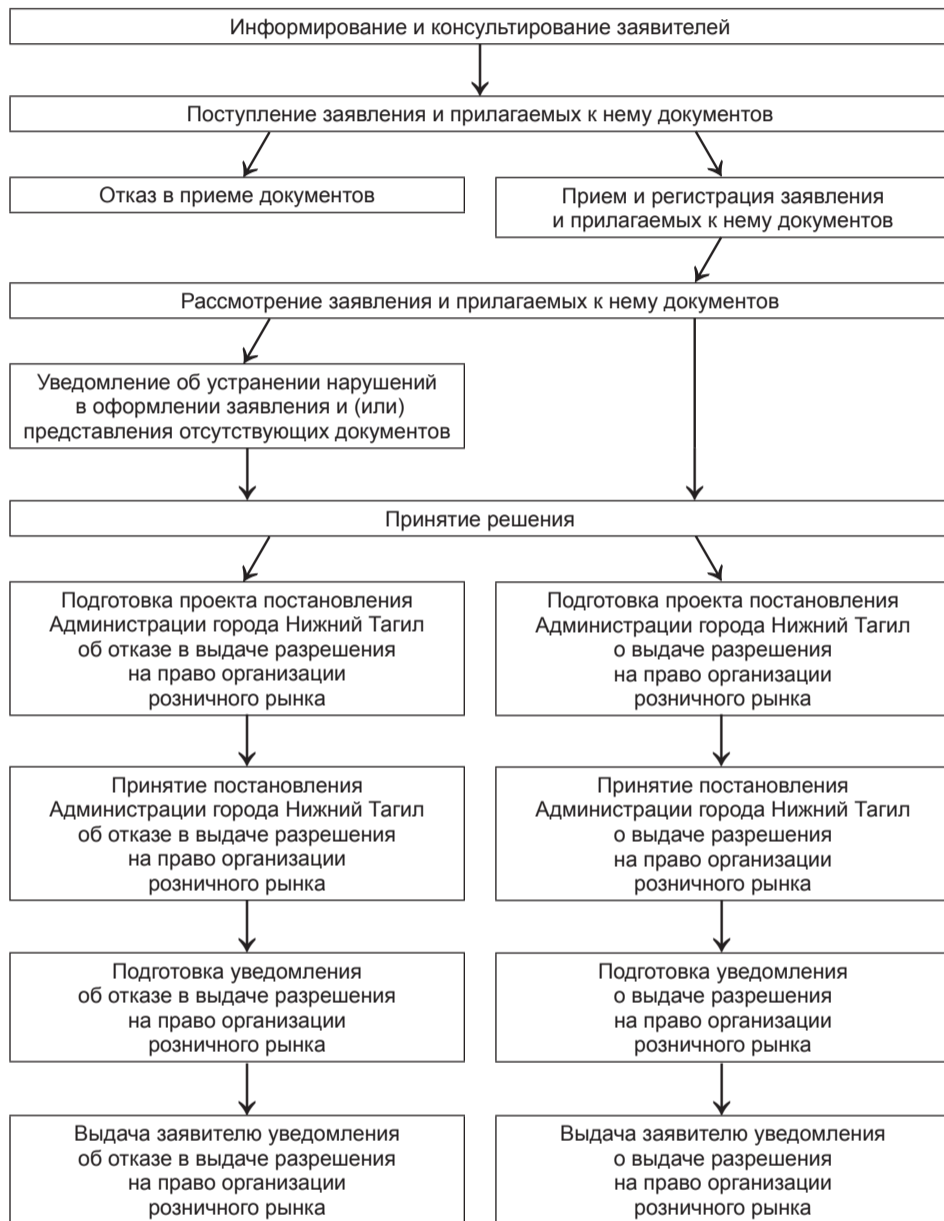 Информирование и консультирование заявителей
Поступление заявления и прилагаемых к нему документов
Отказ в приеме документов
Прием и регистрация заявления
и прилагаемых к нему документов
Рассмотрение заявления и прилагаемых к нему документов
Уведомление об устранении нарушений
в оформлении заявления и (или)
представления отсутствующих документов
Принятие решения
Подготовка проекта постановления
Администрации города Нижний Тагил
об отказе в выдаче разрешения
на право организации
розничного рынка
Подготовка проекта постановления
Администрации города Нижний Тагил
о выдаче разрешения
на право организации
розничного рынка
Принятие постановления
Администрации города Нижний Тагил
об отказе в выдаче разрешения
на право организации
розничного рынка
Принятие постановления
Администрации города Нижний Тагил
о выдаче разрешения
на право организации
розничного рынка
Подготовка уведомления
об отказе в выдаче разрешения
на право организации
розничного рынка
Подготовка уведомления
о выдаче разрешения
на право организации
розничного рынка
Выдача заявителю уведомления
об отказе в выдаче разрешения
на право организации
розничного рынка
Выдача заявителю уведомления
о выдаче разрешения
на право организации
розничного рынка